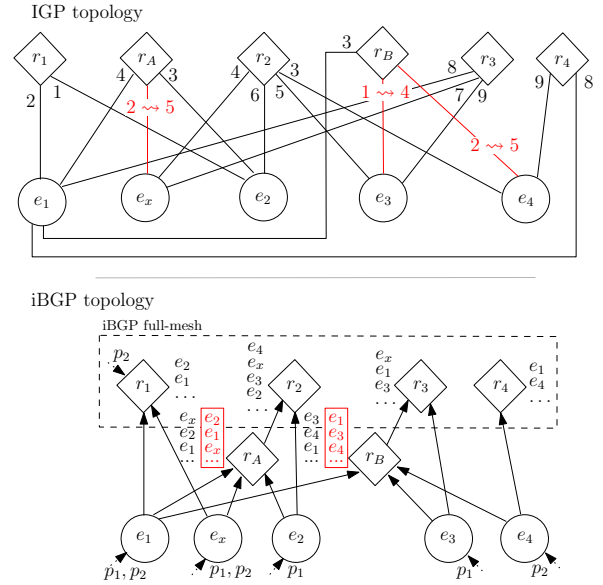 IGP topology
r1 rA r2 rB r3 r4
3
4 3 4 3 8 9 8
2 1 6 5 7 9
2 ⇝ 5 1 ⇝ 4
2 ⇝ 5
e1 ex e2 e3 e4
iBGP topology
iBGP full-mesh
p2
r1 r2 r3 r4
e2
e1
...
e4
ex
e3
e2
...
ex
e1
e3
...
e1
e4
...
ex
e2
e1
...
e2
e1
ex
...
e3
e4
e1
...
e1
e3
e4
...
rA rB
e1 ex e2 e3 e4
p1, p2 p1, p2 p1 p1 p2